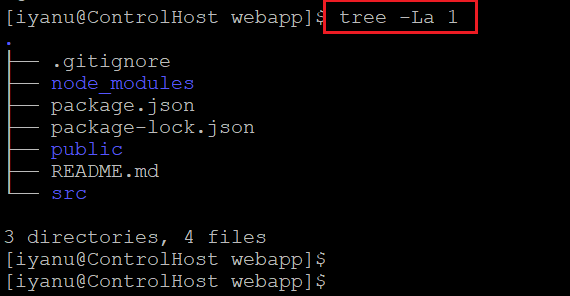 [iyanu@ControlHost webapp]$ tree -La 1
.
├── .gitignore
├── node_modules
├── package.json
├── package-lock.json
├── public
├── README.md
└── src
3 directories, 4 files
[iyanu@ControlHost webapp]$
[iyanu@ControlHost webapp]$